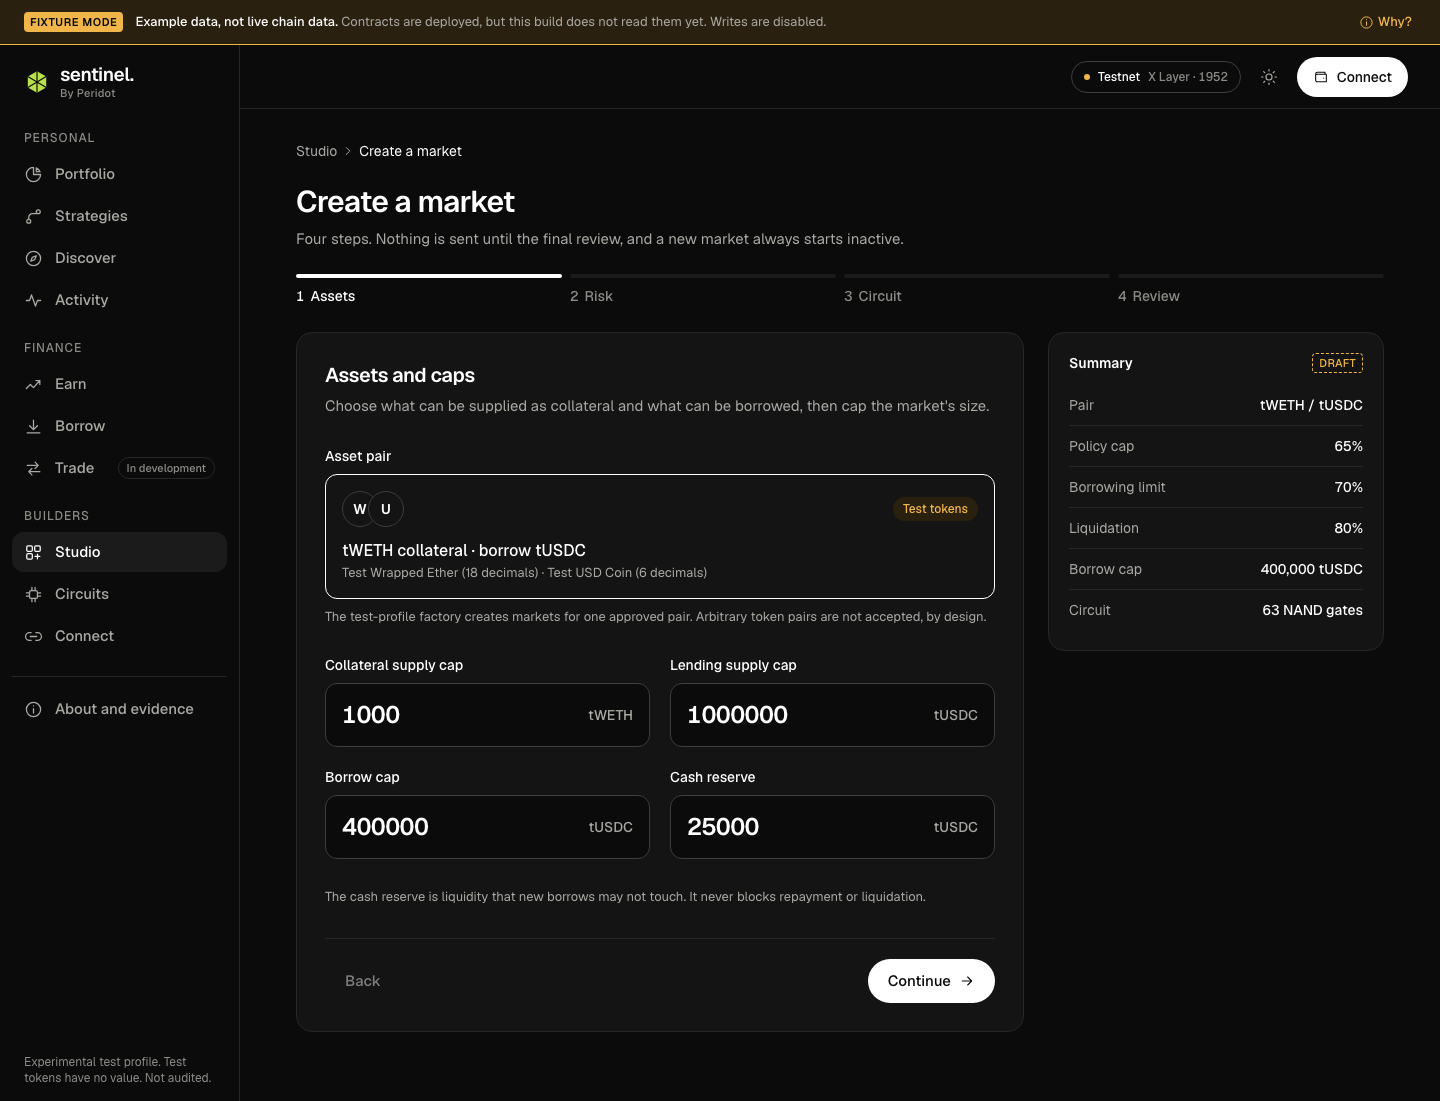 FIXTURE MODE Example data, not live chain data. Contracts are deployed, but this build does not read them yet. Writes are disabled. Why?
sentinel.
By Peridot
Testnet X Layer · 1952
Connect
PERSONAL
Portfolio
Strategies
Discover
Activity
FINANCE
Earn
Borrow
Trade In development
BUILDERS
Studio
Circuits
Connect
About and evidence
Experimental test profile. Test
tokens have no value. Not audited.
Studio > Create a market
Create a market
Four steps. Nothing is sent until the final review, and a new market always starts inactive.
1 Assets
2 Risk
3 Circuit
4 Review
Assets and caps
Choose what can be supplied as collateral and what can be borrowed, then cap the market's size.
Asset pair
W U
Test tokens
tWETH collateral · borrow tUSDC
Test Wrapped Ether (18 decimals) · Test USD Coin (6 decimals)
The test-profile factory creates markets for one approved pair. Arbitrary token pairs are not accepted, by design.
Collateral supply cap
1000 tWETH
Lending supply cap
1000000 tUSDC
Borrow cap
400000 tUSDC
Cash reserve
25000 tUSDC
The cash reserve is liquidity that new borrows may not touch. It never blocks repayment or liquidation.
Back
Continue
Summary DRAFT
Pair tWETH / tUSDC
Policy cap 65%
Borrowing limit 70%
Liquidation 80%
Borrow cap 400,000 tUSDC
Circuit 63 NAND gates